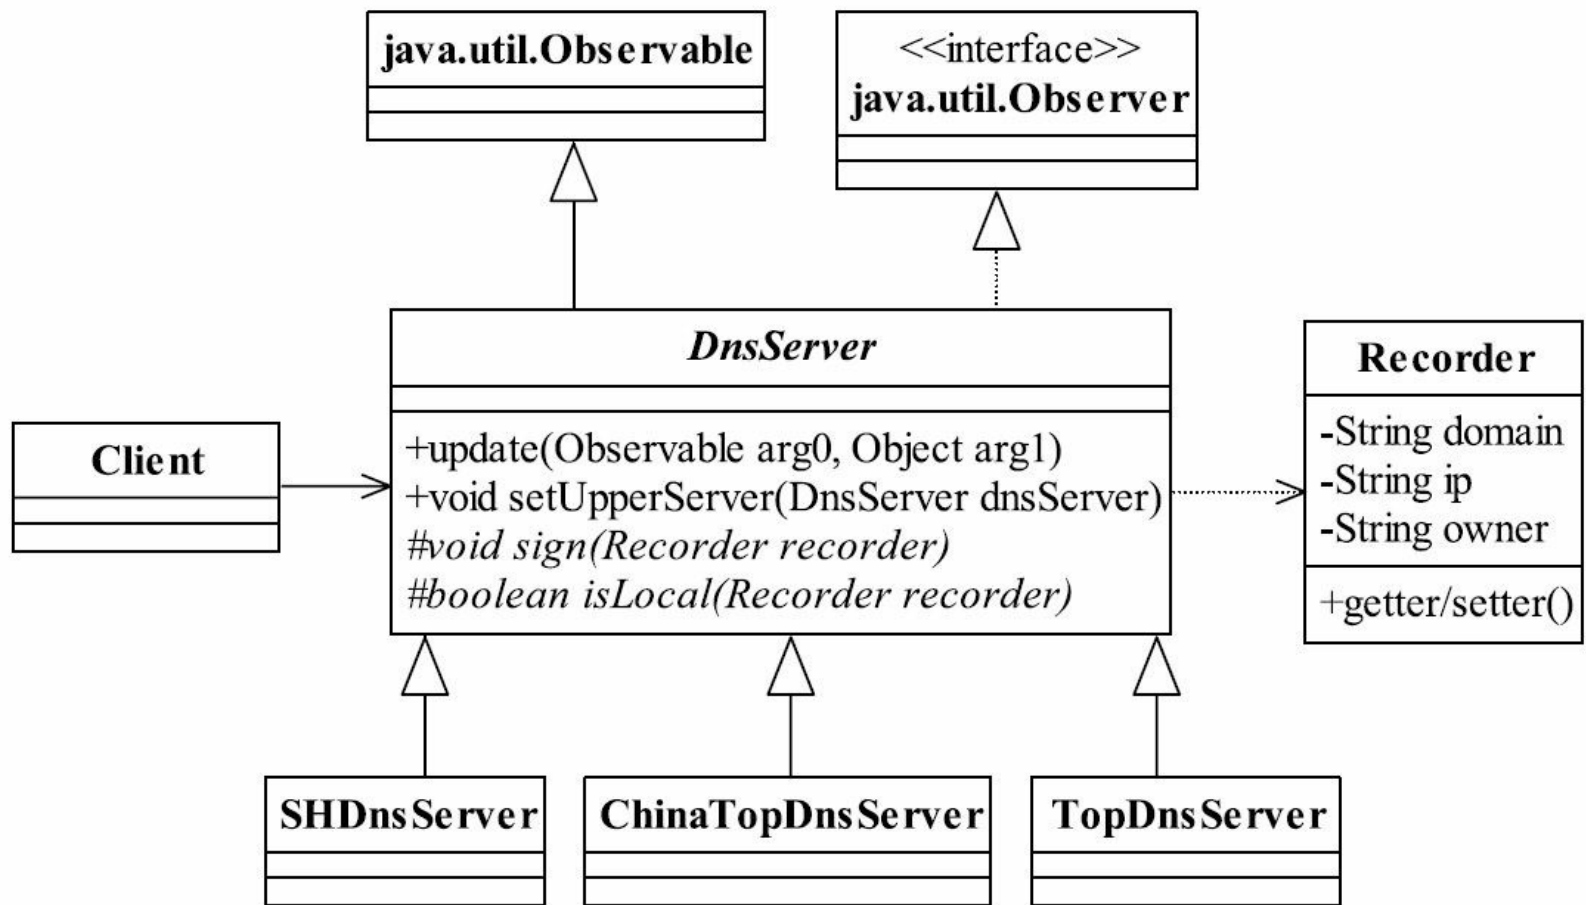 java.util.Observable
<<interface>>
java.util.Observer
DnsServer
+update(Observable arg0, Object arg1)
+void setUpperServer(DnsServer dnsServer)
#void sign(Recorder recorder)
#boolean isLocal(Recorder recorder)
Client
Recorder
-String domain
-String ip
-String owner
+getter/setter()
SHDnsServer
ChinaTopDnsServer
TopDnsServer